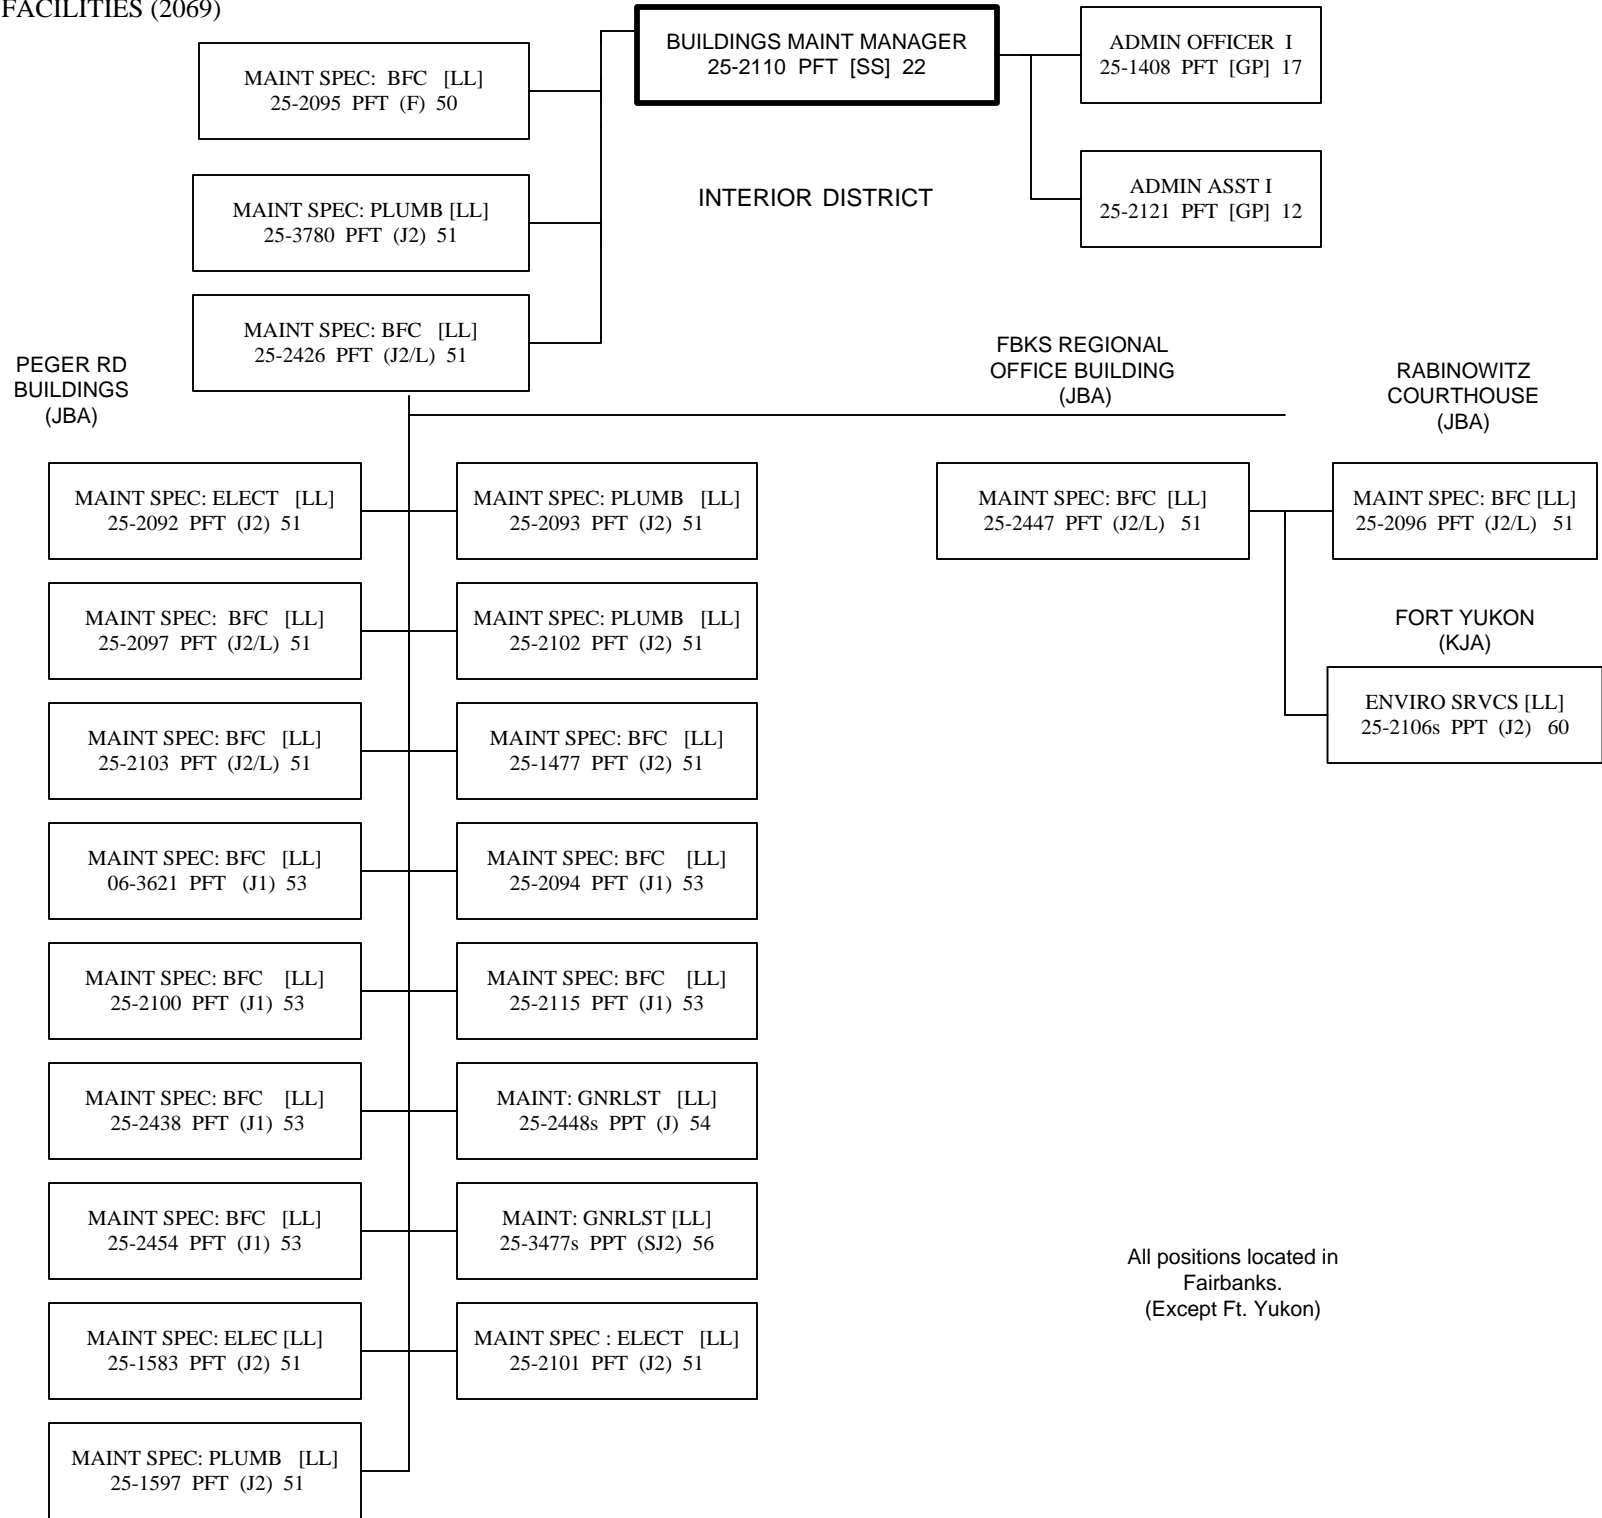 FACILITIES (2069)
BUILDINGS MAINT MANAGER
25-2110 PFT [SS] 22
ADMIN OFFICER I
25-1408 PFT [GP] 17
MAINT SPEC: BFC [LL]
25-2095 PFT (F) 50
ADMIN ASST I
25-2121 PFT [GP] 12
MAINT SPEC: PLUMB [LL]
25-3780 PFT (J2) 51
INTERIOR DISTRICT
MAINT SPEC: BFC [LL]
25-2426 PFT (J2/L) 51
PEGER RD
BUILDINGS
(JBA)
FBKS REGIONAL
OFFICE BUILDING
(JBA)
RABINOWITZ
COURTHOUSE
(JBA)
MAINT SPEC: ELECT [LL]
25-2092 PFT (J2) 51
MAINT SPEC: PLUMB [LL]
25-2093 PFT (J2) 51
MAINT SPEC: BFC [LL]
25-2447 PFT (J2/L) 51
MAINT SPEC: BFC [LL]
25-2096 PFT (J2/L) 51
MAINT SPEC: BFC [LL]
25-2097 PFT (J2/L) 51
MAINT SPEC: PLUMB [LL]
25-2102 PFT (J2) 51
FORT YUKON
(KJA)
ENVIRO SRVCS [LL]
25-2106s PPT (J2) 60
MAINT SPEC: BFC [LL]
25-2103 PFT (J2/L) 51
MAINT SPEC: BFC [LL]
25-1477 PFT (J2) 51
MAINT SPEC: BFC [LL]
06-3621 PFT (J1) 53
MAINT SPEC: BFC [LL]
25-2094 PFT (J1) 53
MAINT SPEC: BFC [LL]
25-2100 PFT (J1) 53
MAINT SPEC: BFC [LL]
25-2115 PFT (J1) 53
MAINT SPEC: BFC [LL]
25-2438 PFT (J1) 53
MAINT: GNRLST [LL]
25-2448s PPT (J) 54
MAINT SPEC: BFC [LL]
25-2454 PFT (J1) 53
MAINT: GNRLST [LL]
25-3477s PPT (SJ2) 56
MAINT SPEC: ELEC [LL]
25-1583 PFT (J2) 51
MAINT SPEC : ELECT [LL]
25-2101 PFT (J2) 51
MAINT SPEC: PLUMB [LL]
25-1597 PFT (J2) 51
All positions located in
Fairbanks.
(Except Ft. Yukon)